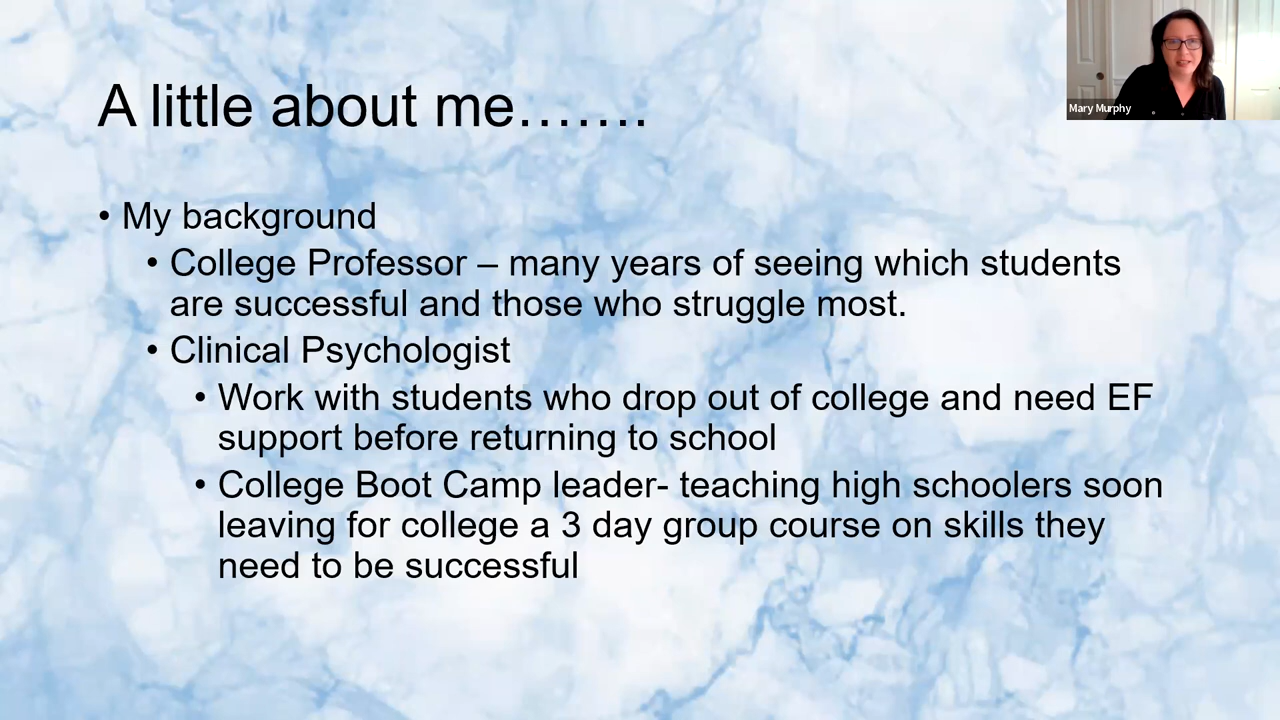 A little about me.......
Mary Murphy
• My background
• College Professor – many years of seeing which students
are successful and those who struggle most.
• Clinical Psychologist
• Work with students who drop out of college and need EF
support before returning to school
• College Boot Camp leader- teaching high schoolers soon
leaving for college a 3 day group course on skills they
need to be successful